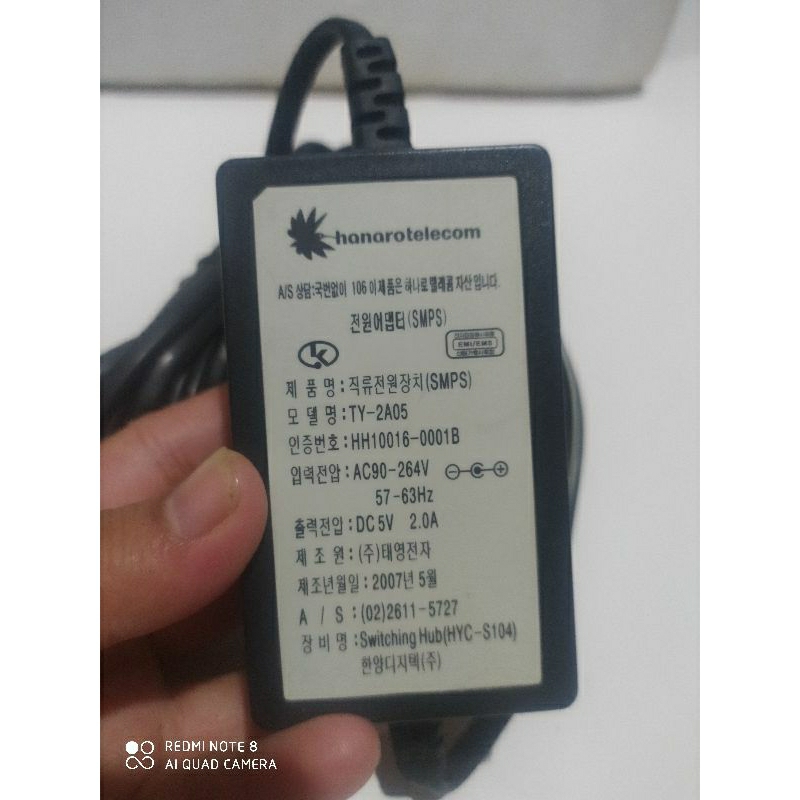 hanarotelecom
A/S 상담:국번없이 106 이제품은 하나로 텔레콤 자산입니다.
전원어댑터(SMPS)
EMI/EMS
제 품 명 : 직류전원장치(SMPS)
모 델 명 : TY-2A05
인증번호 : HH10016-0001B
입력전압 : AC90-264V
57-63Hz
출력전압 : DC 5V 2.0A
제 조 원 : (주)태영전자
제조년월일 : 2007년 5월
A / S : (02)2611-5727
장 비 명 : Switching Hub(HYC-S104)
한양디지텍(주)
REDMI NOTE 8
AI QUAD CAMERA